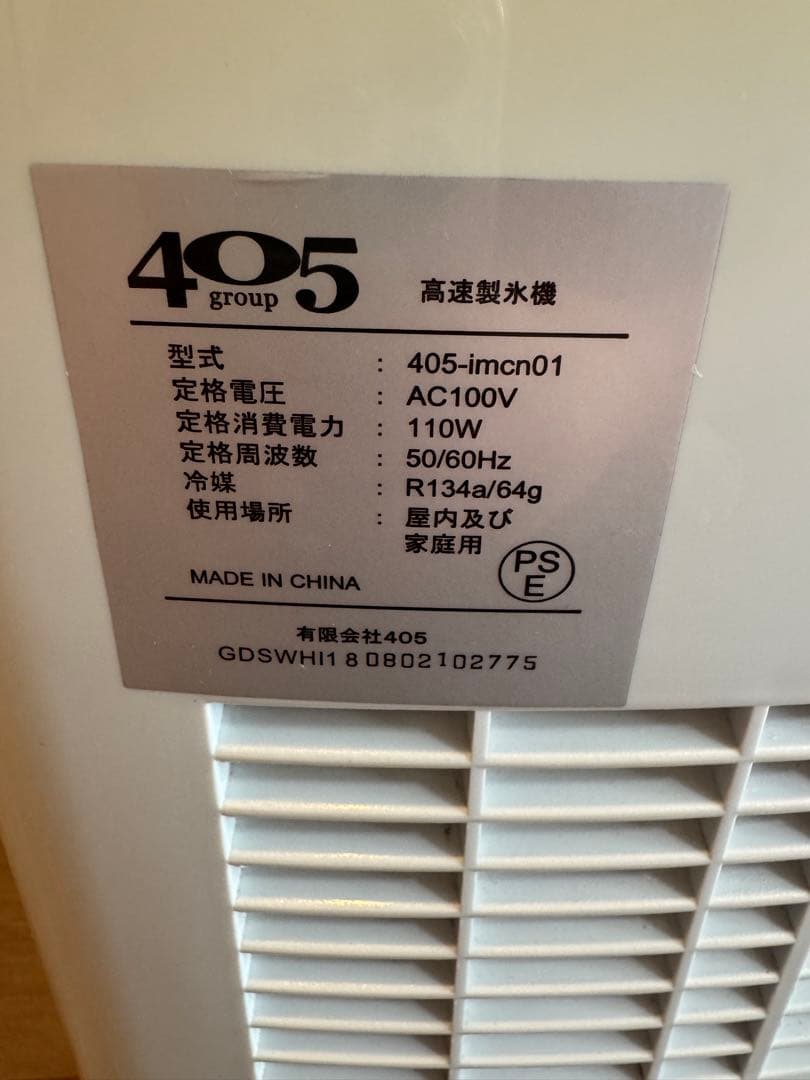 405
group
高速製氷機
型式 : 405-imcn01
定格電圧 : AC100V
定格消費電力 : 110W
定格周波数 : 50/60Hz
冷媒 : R134a/64g
使用場所 : 屋内及び
家庭用
PS
E
MADE IN CHINA
有限会社405
GDSWHI180802102775